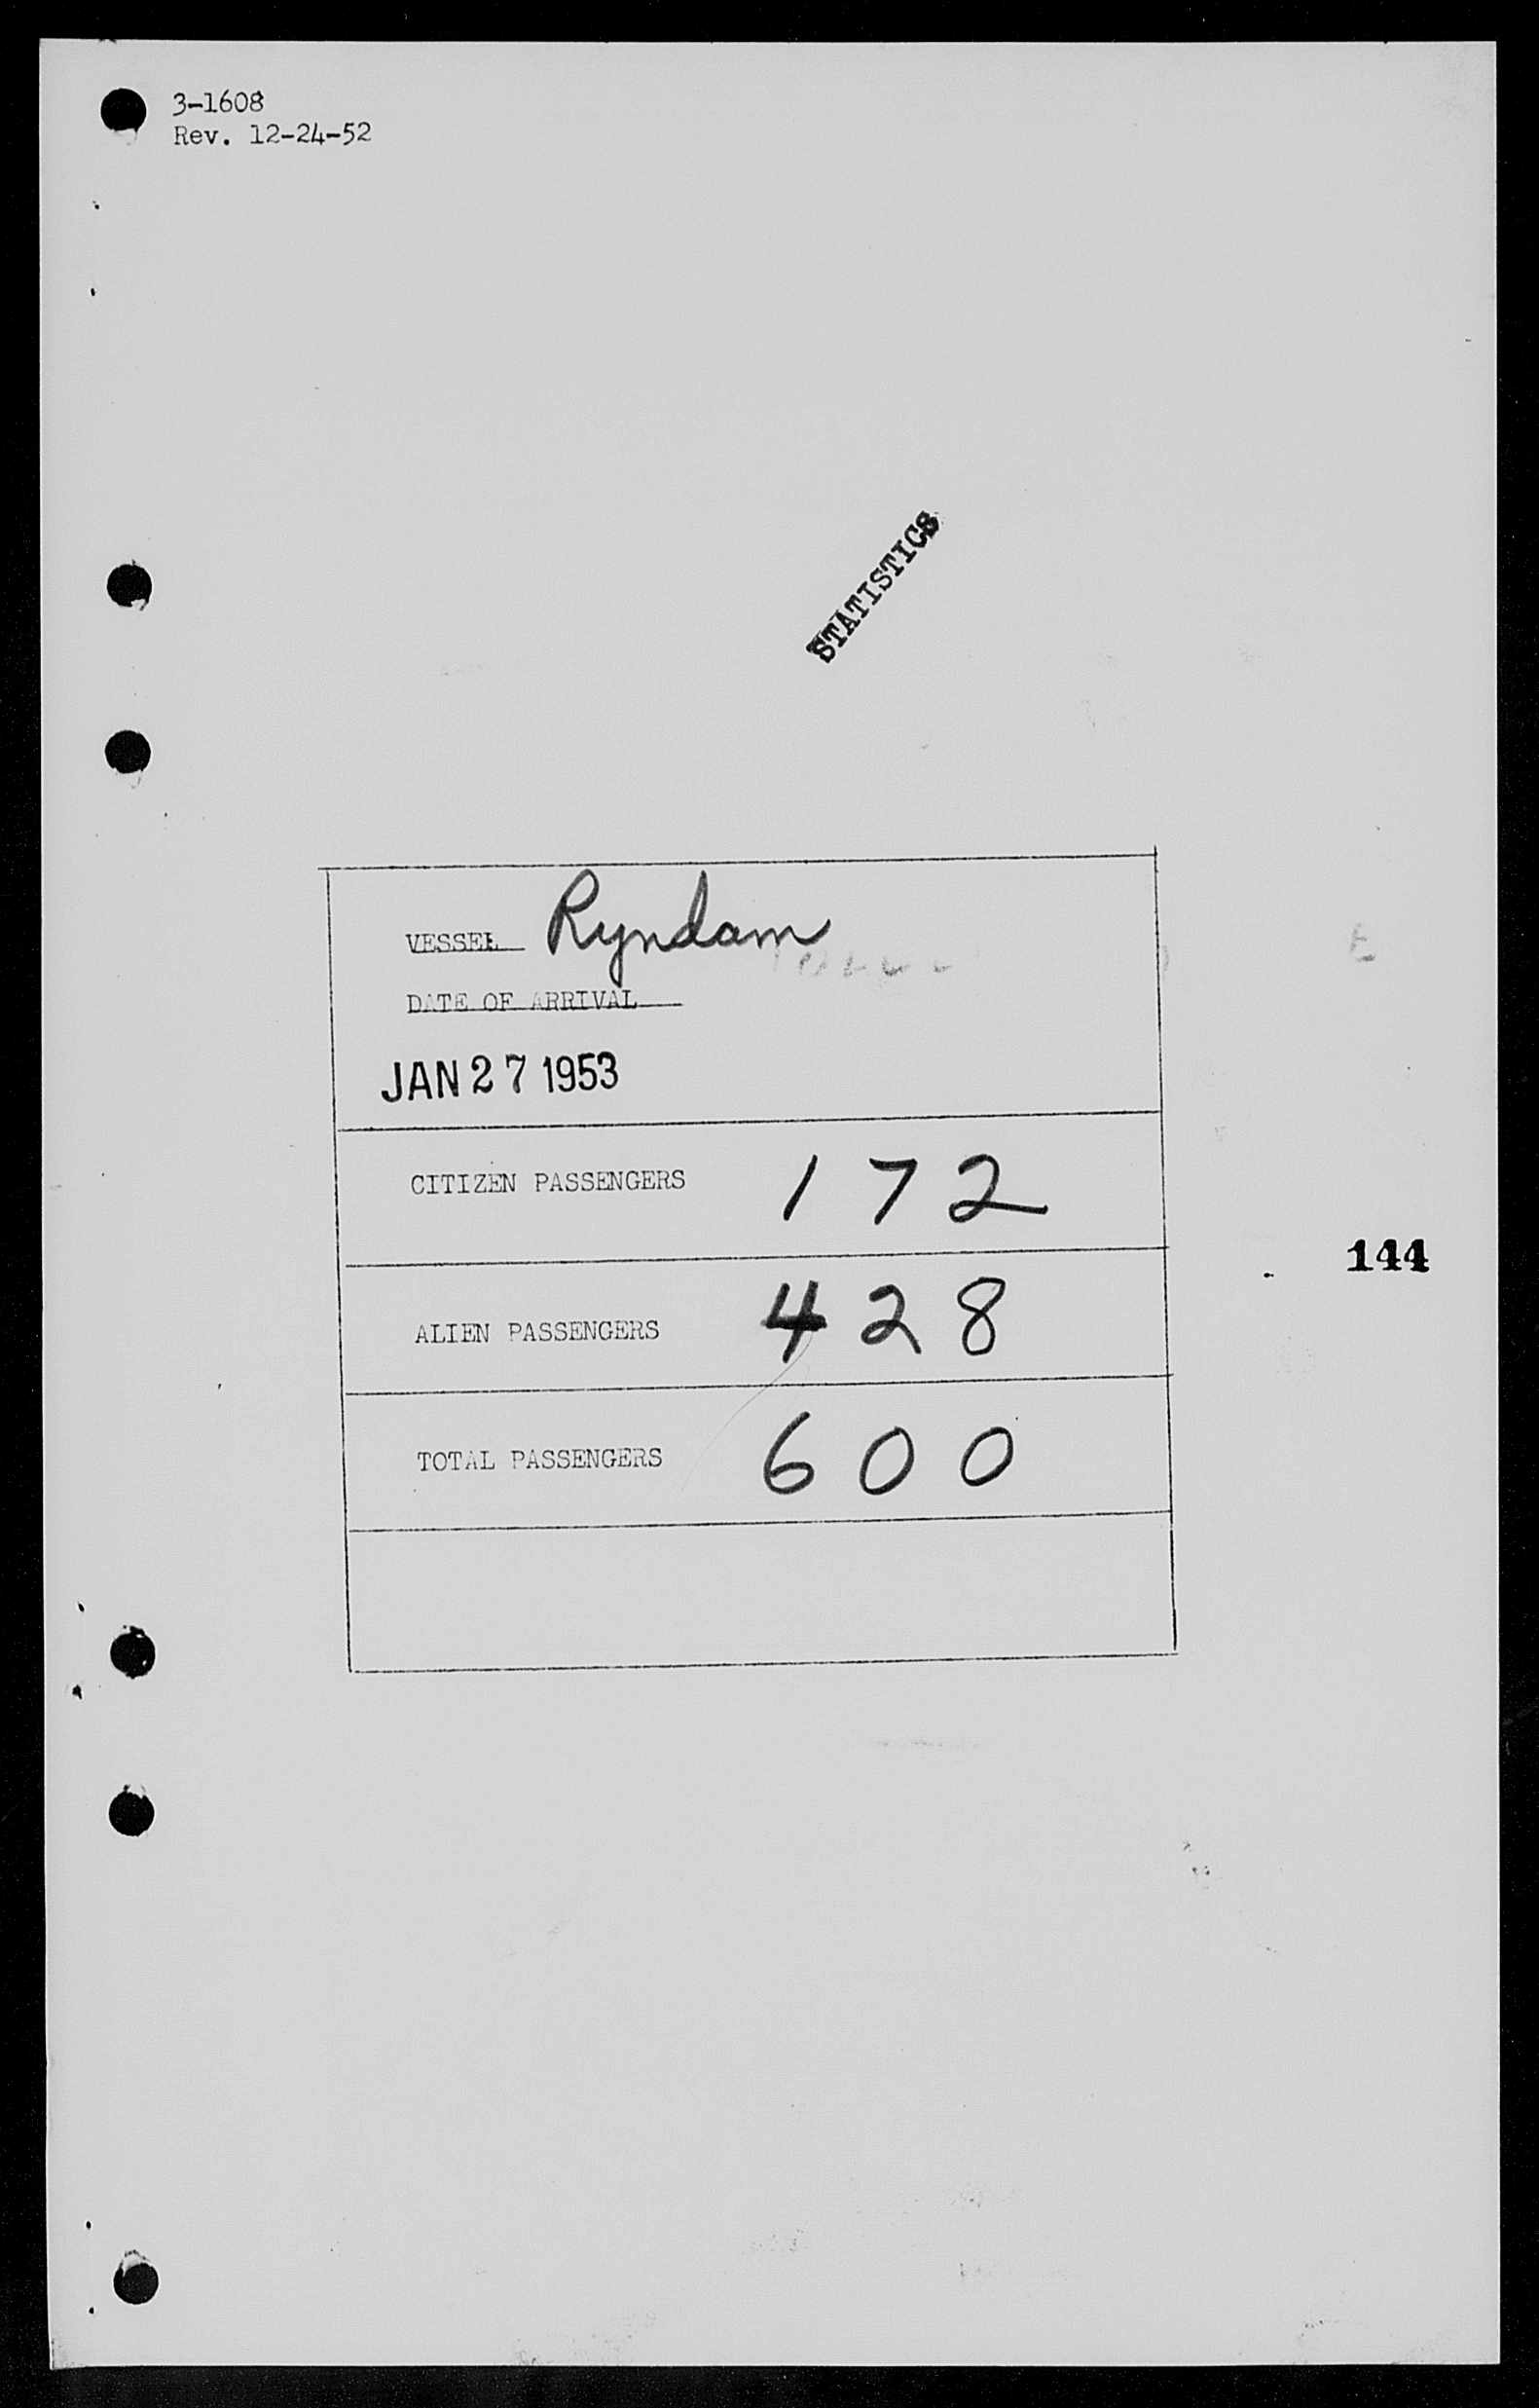 3-1608
Rev. 12-24-52
STATISTICS
VESSEL Ryndam
DATE OF ARRIVAL
JAN 27 1953
CITIZEN PASSENGERS 172
144
ALIEN PASSENGERS 428
TOTAL PASSENGERS 600